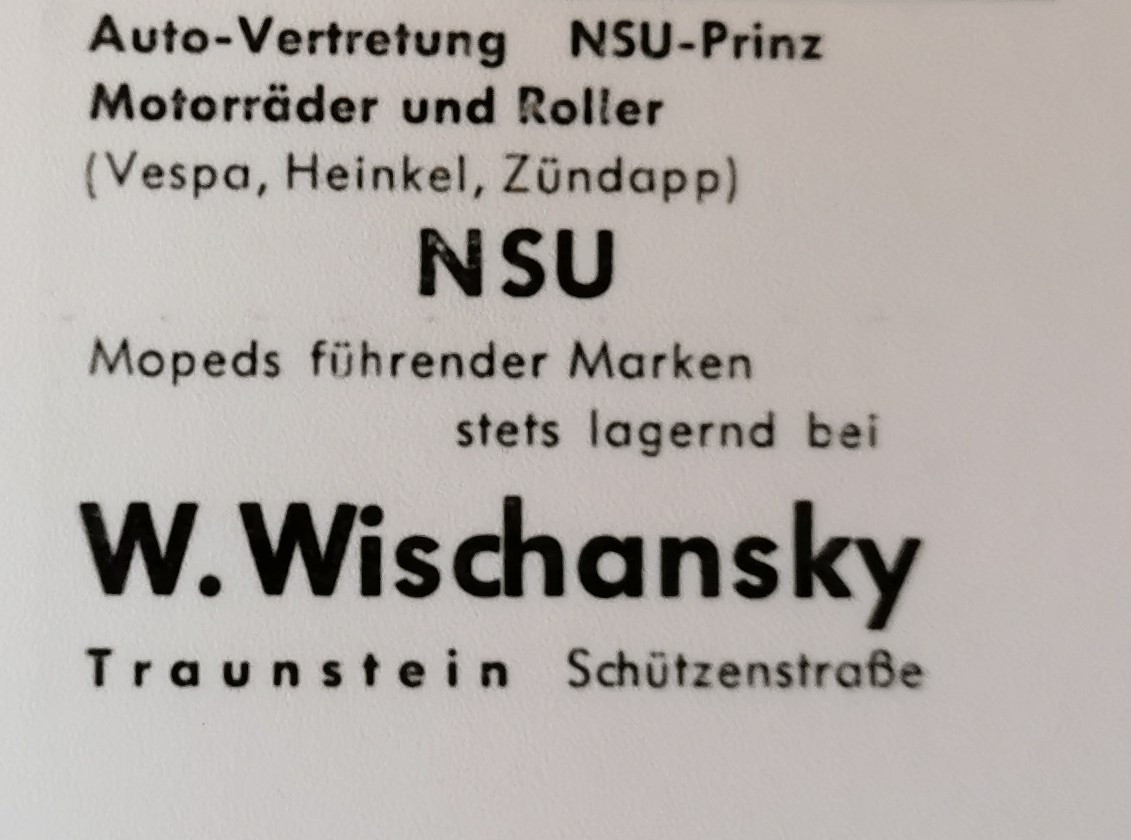 Auto-Vertretung NSU-Prinz
Motorräder und Roller
(Vespa, Heinkel, Zündapp)
NSU
Mopeds führender Marken
stets lagernd bei
W. Wischansky
Traunstein Schützenstraße